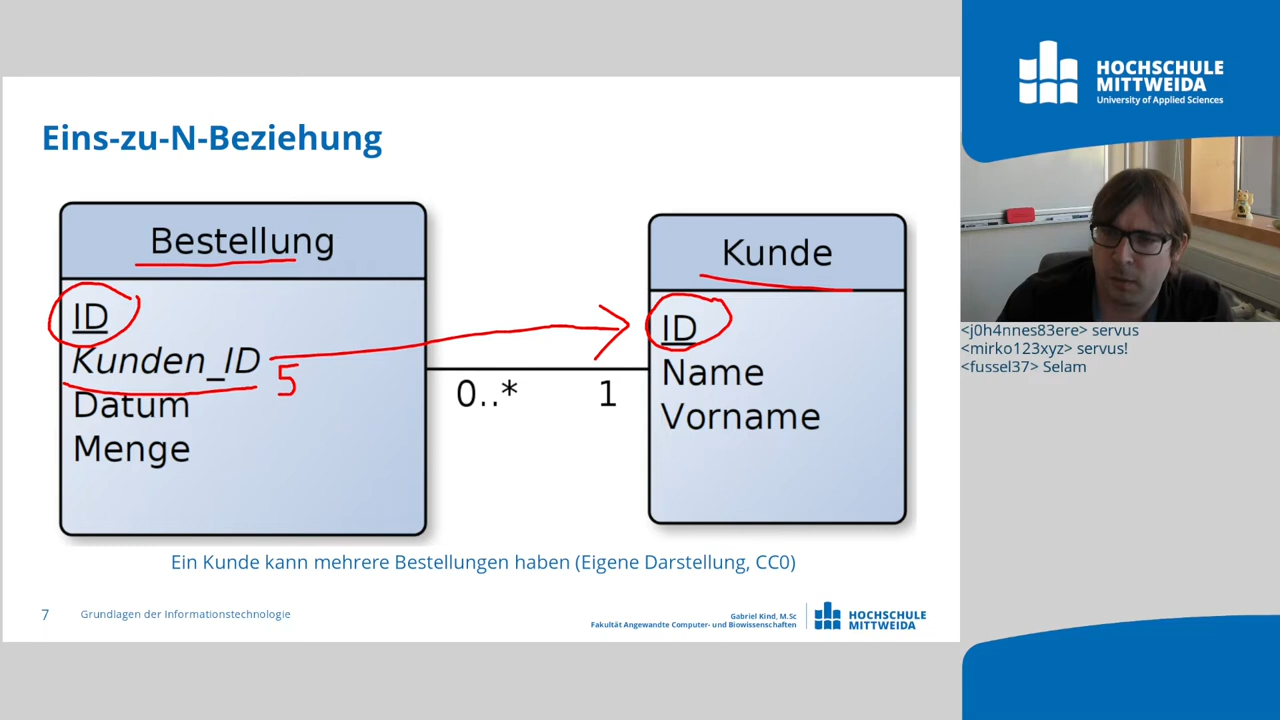 Eins-zu-N-Beziehung
Bestellung
ID
Kunden_ID
5
Datum
Menge
0..*
1
Kunde
ID
Name
Vorname
Ein Kunde kann mehrere Bestellungen haben (Eigene Darstellung, CC0)
7
Grundlagen der Informationstechnologie
Gabriel Kind, M.Sc
Fakultät Angewandte Computer- und Biowissenschaften
HOCHSCHULE
MITTWEIDA
HOCHSCHULE
MITTWEIDA
University of Applied Sciences
<j0h4nnes83ere> servus
<mirko123xyz> servus!
<fussel37> Selam